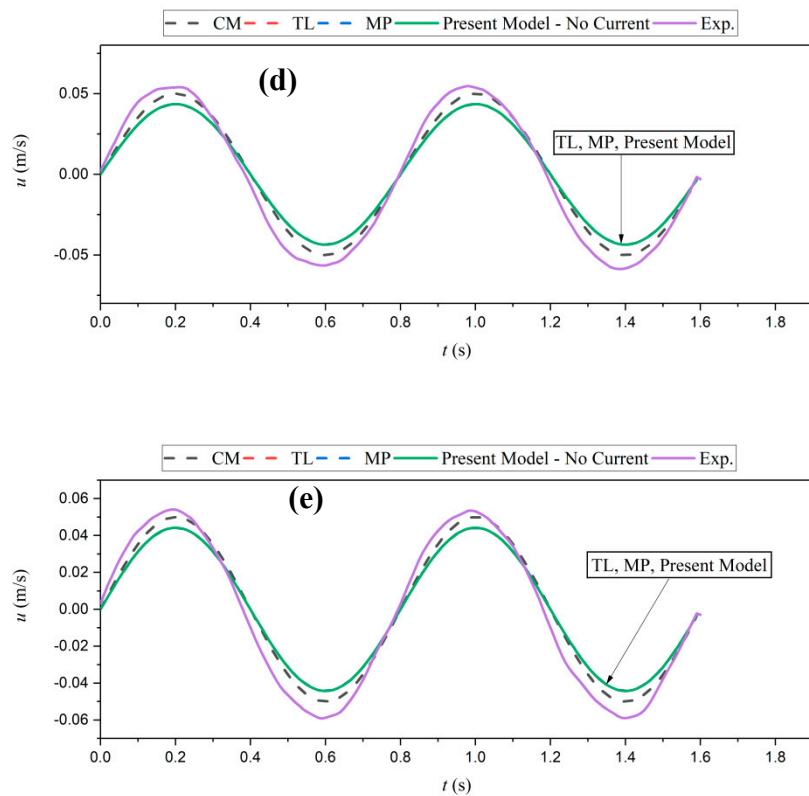 CM TL MP Present Model - No Current Exp.
(d)
0.05
TL, MP, Present Model
u (m/s)
0.00
-0.05
0.0 0.2 0.4 0.6 0.8 1.0 1.2 1.4 1.6 1.8
t (s)
CM TL MP Present Model - No Current Exp.
(e)
0.06
0.04
TL, MP, Present Model
0.02
u (m/s)
0.00
-0.02
-0.04
-0.06
0.0 0.2 0.4 0.6 0.8 1.0 1.2 1.4 1.6 1.8
t (s)